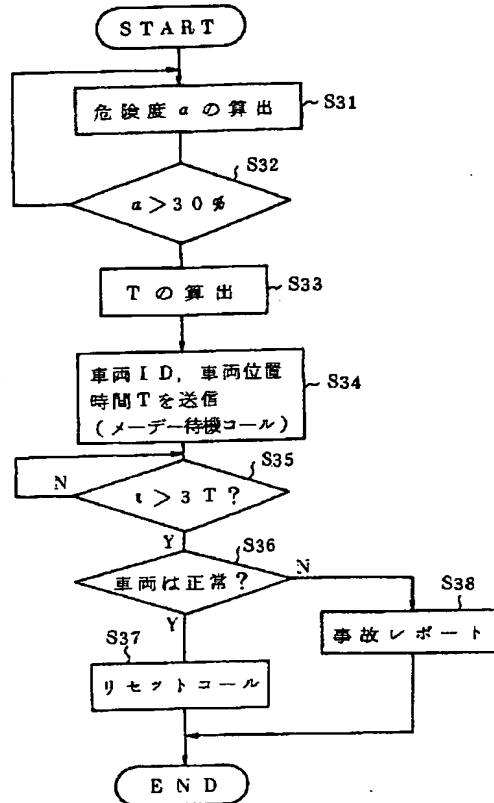 START
危険度αの算出
S31
S32
α>30%
Tの算出
S33
車両ID,車両位置
時間Tを送信
(メーデー待機コール)
S34
S35
N
t>3T?
Y
S36
車両は正常?
N
Y
S37
リセットコール
S38
事故レポート
END